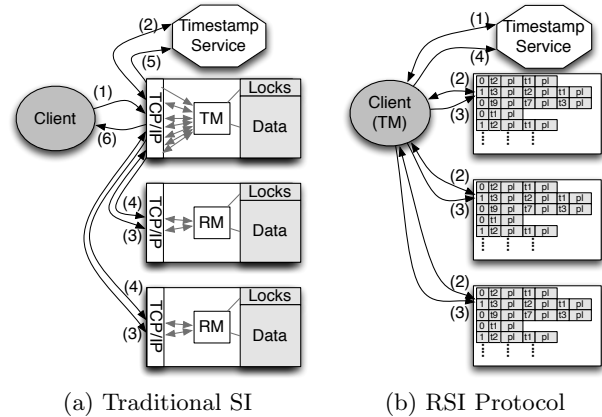 (2)
Timestamp
Service
(5)
(1)
Client
(6)
TCP/IP
TM
Locks
Data
(4)
(3)
TCP/IP
RM
Locks
Data
(4)
(3)
TCP/IP
RM
Locks
Data
(a) Traditional SI
(1)
Timestamp
Service
(4)
Client
(TM)
(2)
(3)
0 t2 pl t1 pl
1 t3 pl t2 pl t1 pl
0 t9 pl t7 pl t3 pl
0 t1 pl
1 t2 pl t1 pl
(2)
(3)
0 t2 pl t1 pl
1 t3 pl t2 pl t1 pl
0 t9 pl t7 pl t3 pl
0 t1 pl
1 t2 pl t1 pl
(2)
(3)
0 t2 pl t1 pl
1 t3 pl t2 pl t1 pl
0 t9 pl t7 pl t3 pl
0 t1 pl
1 t2 pl t1 pl
(b) RSI Protocol